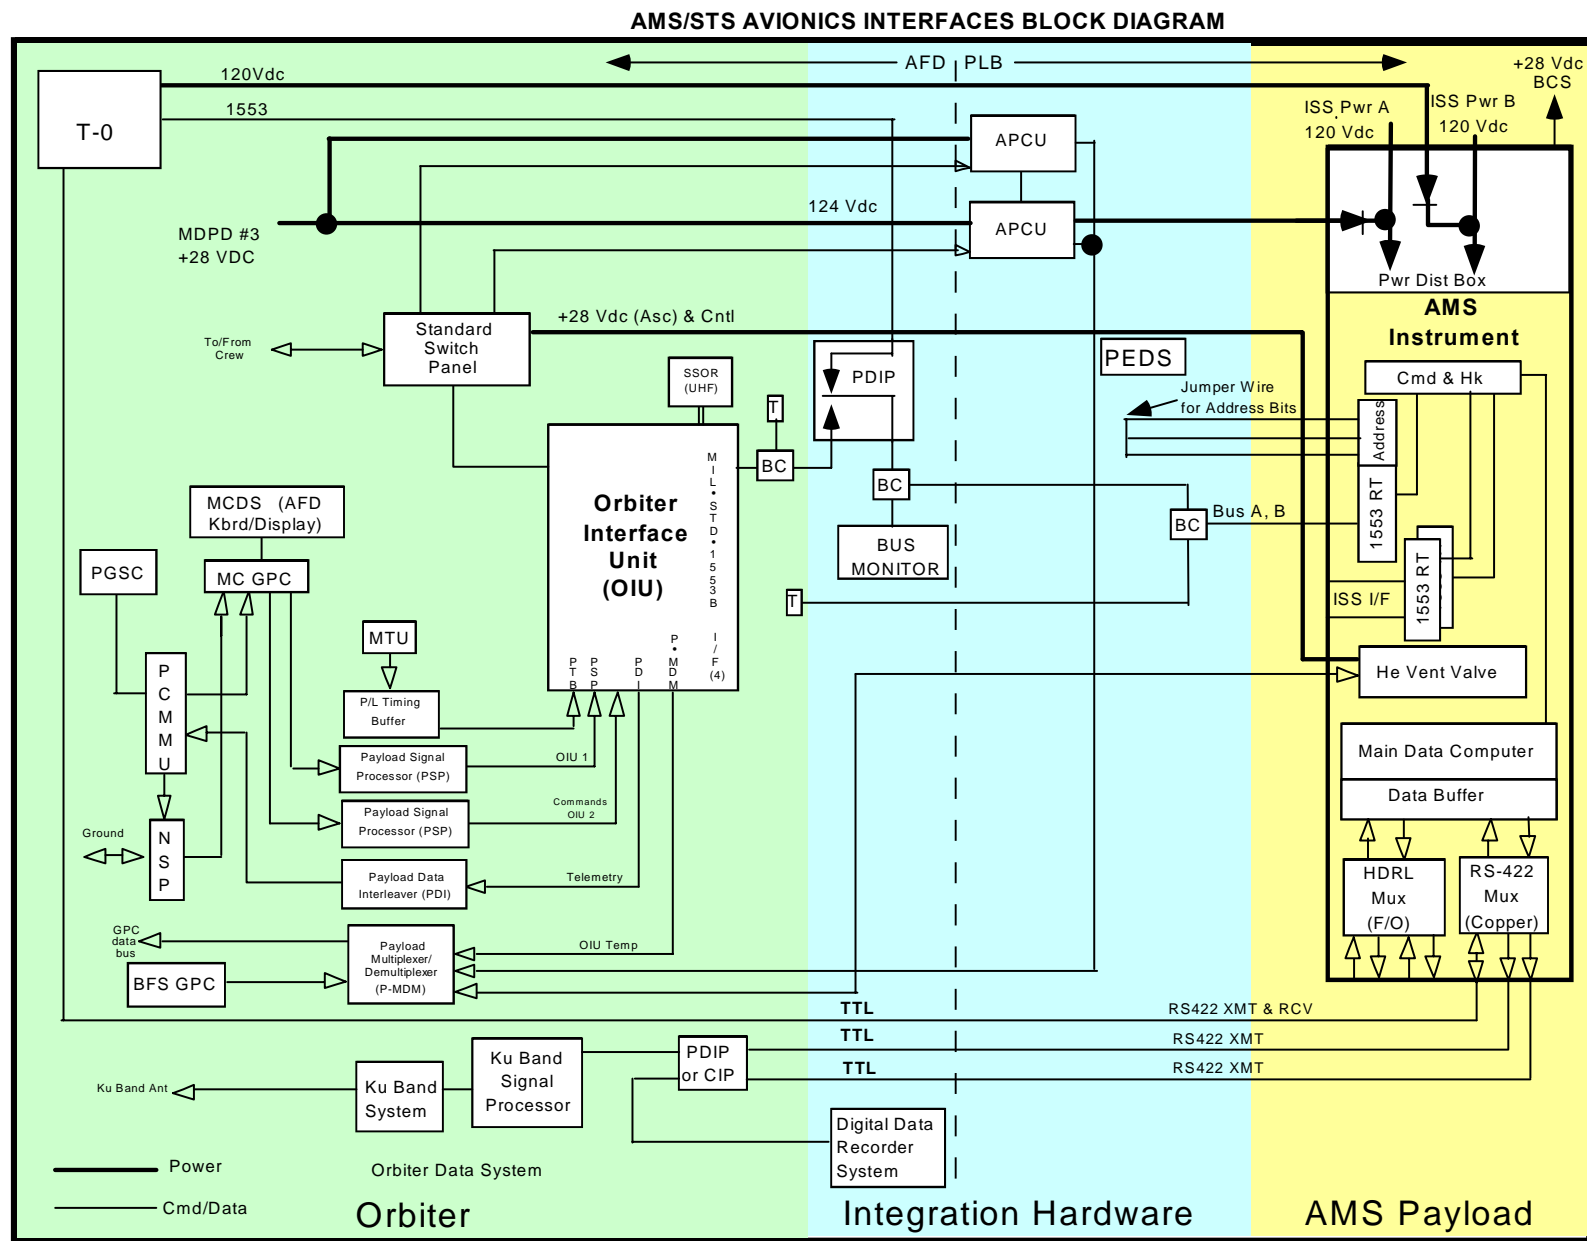 AMS/STS AVIONICS INTERFACES BLOCK DIAGRAM
AFD
PLB
120Vdc
1553
T-0
+28 Vdc
BCS
ISS Pwr A
120 Vdc
ISS Pwr B
120 Vdc
APCU
APCU
124 Vdc
MDPD #3
+28 VDC
Pwr Dist Box
AMS
Instrument
+28 Vdc (Asc) & Cntl
Standard
Switch
Panel
To/From
Crew
SSOR
(UHF)
T
PDIP
PEDS
Jumper Wire
for Address Bits
Cmd & Hk
Address
1553 RT
1553 RT
ISS I/F
Bus A, B
BC
BC
BC
BUS
MONITOR
T
Orbiter
Interface
Unit
(OIU)
MIL•STD•1553B I/F (4)
PTB
PSP
PDI
P•MDM
MCDS (AFD
Kbrd/Display)
PGSC
MC GPC
MTU
P/L Timing
Buffer
PCMMU
Payload Signal
Processor (PSP)
OIU 1
Payload Signal
Processor (PSP)
Commands
OIU 2
NSP
Ground
Payload Data
Interleaver (PDI)
Telemetry
GPC
data
bus
Payload
Multiplexer/
Demultiplexer
(P-MDM)
OIU Temp
BFS GPC
He Vent Valve
Main Data Computer
Data Buffer
HDRL
Mux
(F/O)
RS-422
Mux
(Copper)
TTL
RS422 XMT & RCV
TTL
RS422 XMT
TTL
RS422 XMT
PDIP
or CIP
Ku Band
Signal
Processor
Ku Band
System
Ku Band Ant
Digital Data
Recorder
System
Power
Cmd/Data
Orbiter Data System
Orbiter
Integration Hardware
AMS Payload